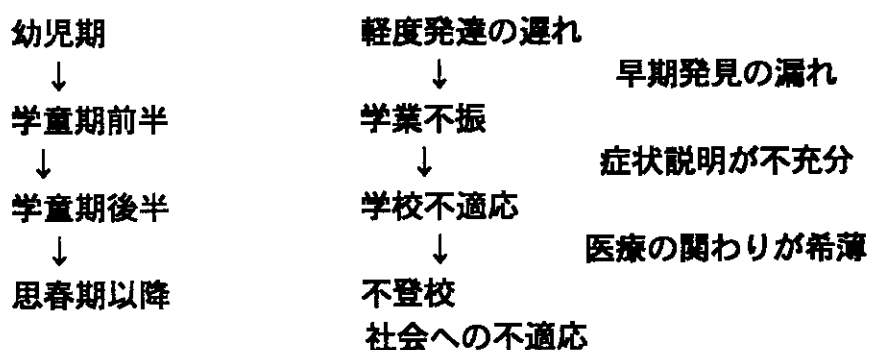 幼児期 軽度発達の遅れ
↓ ↓ 早期発見の漏れ
学童期前半 学業不振
↓ ↓ 症状説明が不充分
学童期後半 学校不適応
↓ ↓ 医療の関わりが希薄
思春期以降 不登校
社会への不適応